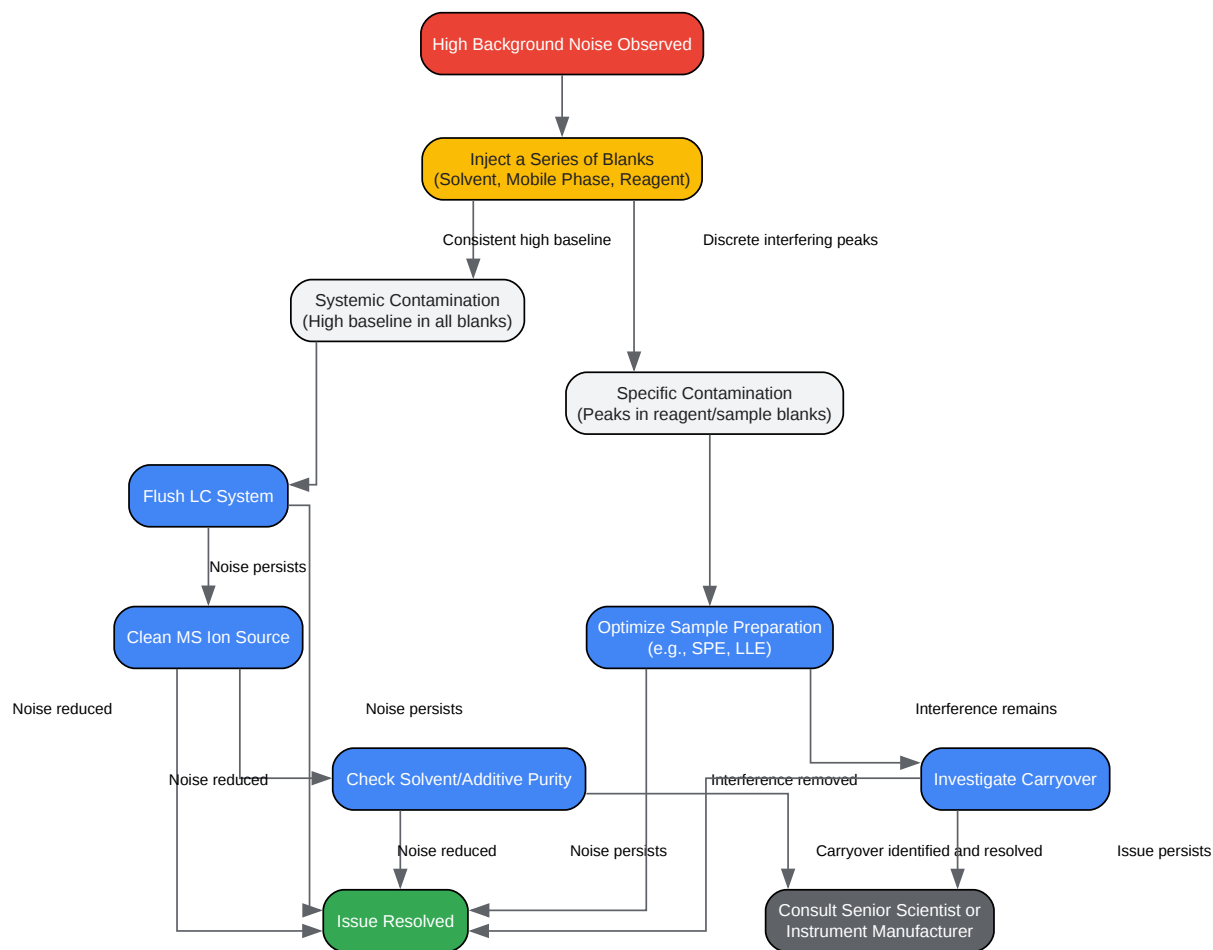 High Background Noise Observed
Inject a Series of Blanks
(Solvent, Mobile Phase, Reagent)
Consistent high baseline
Discrete interfering peaks
Systemic Contamination
(High baseline in all blanks)
Specific Contamination
(Peaks in reagent/sample blanks)
Flush LC System
Noise persists
Clean MS Ion Source
Optimize Sample Preparation
(e.g., SPE, LLE)
Noise reduced
Noise persists
Interference remains
Noise reduced
Check Solvent/Additive Purity
Interference removed
Investigate Carryover
Noise reduced
Noise persists
Carryover identified and resolved
Issue persists
Issue Resolved
Consult Senior Scientist or
Instrument Manufacturer